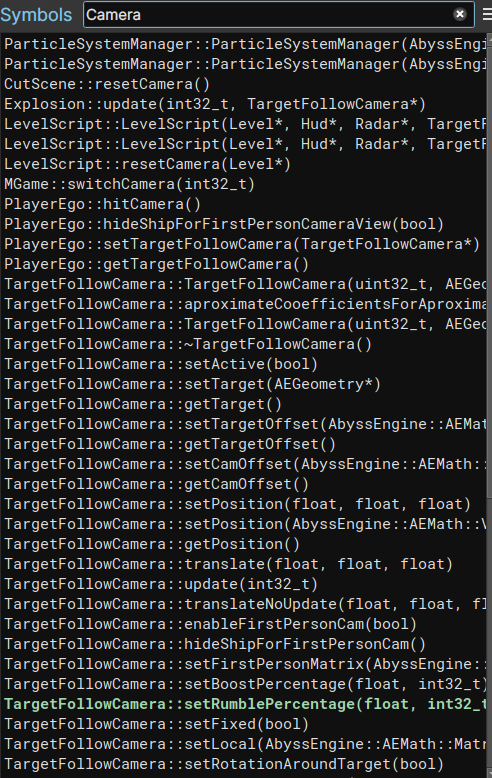 Symbols Camera
ParticleSystemManager::ParticleSystemManager(AbyssEngi
ParticleSystemManager::ParticleSystemManager(AbyssEngi
CutScene::resetCamera()
Explosion::update(int32_t, TargetFollowCamera*)
LevelScript::LevelScript(Level*, Hud*, Radar*, TargetF
LevelScript::LevelScript(Level*, Hud*, Radar*, TargetF
LevelScript::resetCamera(Level*)
MGame::switchCamera(int32_t)
PlayerEgo::hitCamera()
PlayerEgo::hideShipForFirstPersonCameraView(bool)
PlayerEgo::setTargetFollowCamera(TargetFollowCamera*)
PlayerEgo::getTargetFollowCamera()
TargetFollowCamera::TargetFollowCamera(uint32_t, AEGeo
TargetFollowCamera::aproximateCooefficientsForAproxima
TargetFollowCamera::TargetFollowCamera(uint32_t, AEGeo
TargetFollowCamera::~TargetFollowCamera()
TargetFollowCamera::setActive(bool)
TargetFollowCamera::setTarget(AEGeometry*)
TargetFollowCamera::getTarget()
TargetFollowCamera::setTargetOffset(AbyssEngine::AEMat
TargetFollowCamera::getTargetOffset()
TargetFollowCamera::setCamOffset(AbyssEngine::AEMath::
TargetFollowCamera::getCamOffset()
TargetFollowCamera::setPosition(float, float, float)
TargetFollowCamera::setPosition(AbyssEngine::AEMath::V
TargetFollowCamera::getPosition()
TargetFollowCamera::translate(float, float, float)
TargetFollowCamera::update(int32_t)
TargetFollowCamera::translateNoUpdate(float, float, fl
TargetFollowCamera::enableFirstPersonCam(bool)
TargetFollowCamera::hideShipForFirstPersonCam()
TargetFollowCamera::setFirstPersonMatrix(AbyssEngine::
TargetFollowCamera::setBoostPercentage(float, int32_t)
TargetFollowCamera::setRumblePercentage(float, int32_t
TargetFollowCamera::setFixed(bool)
TargetFollowCamera::setLocal(AbyssEngine::AEMath::Matr
TargetFollowCamera::setRotationAroundTarget(bool)